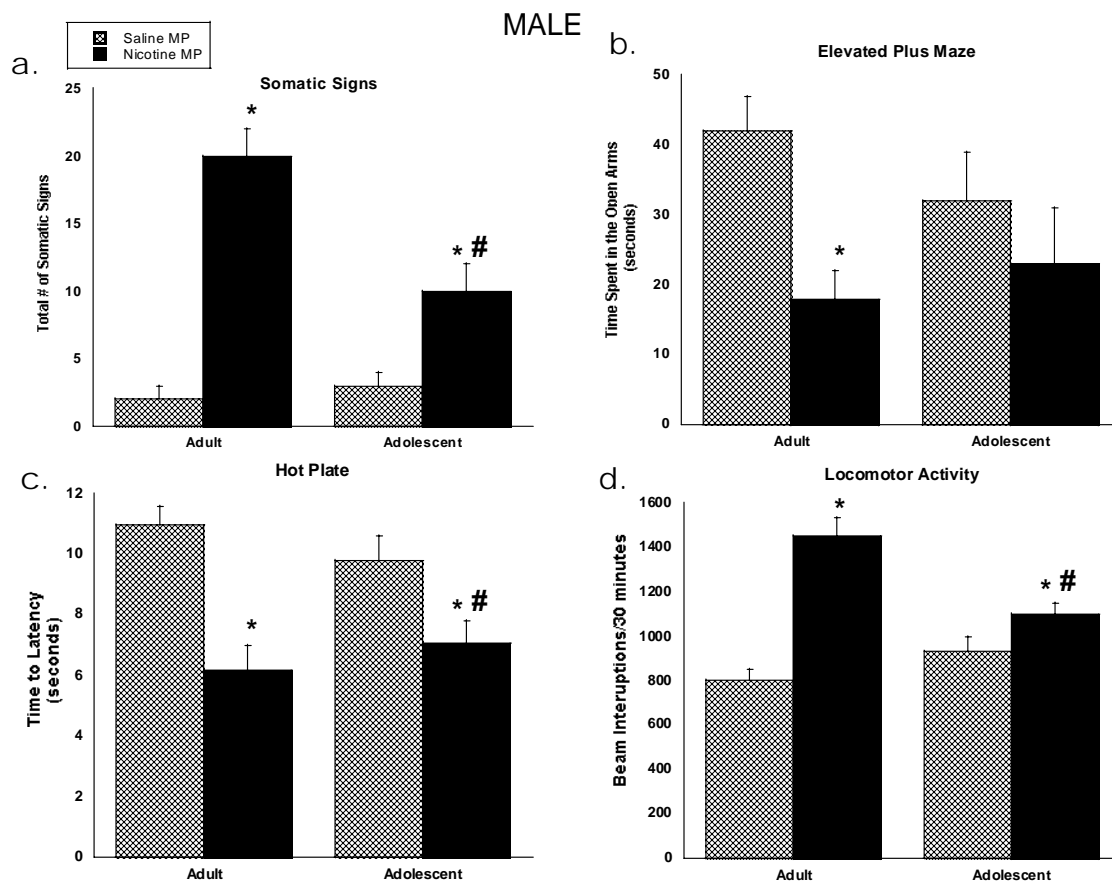 MALE
Saline MP
Nicotine MP
a.
Somatic Signs
Total # of Somatic Signs
25
20
15
10
5
0
*
* #
Adult
Adolescent
b.
Elevated Plus Maze
Time Spent in the Open Arms
(seconds)
50
40
30
20
10
0
*
Adult
Adolescent
c.
Hot Plate
Time to Latency
(seconds)
12
10
8
6
4
2
0
*
* #
Adult
Adolescent
d.
Locomotor Activity
Beam Interuptions/30 minutes
1600
1400
1200
1000
800
600
400
200
0
*
* #
Adult
Adolescent